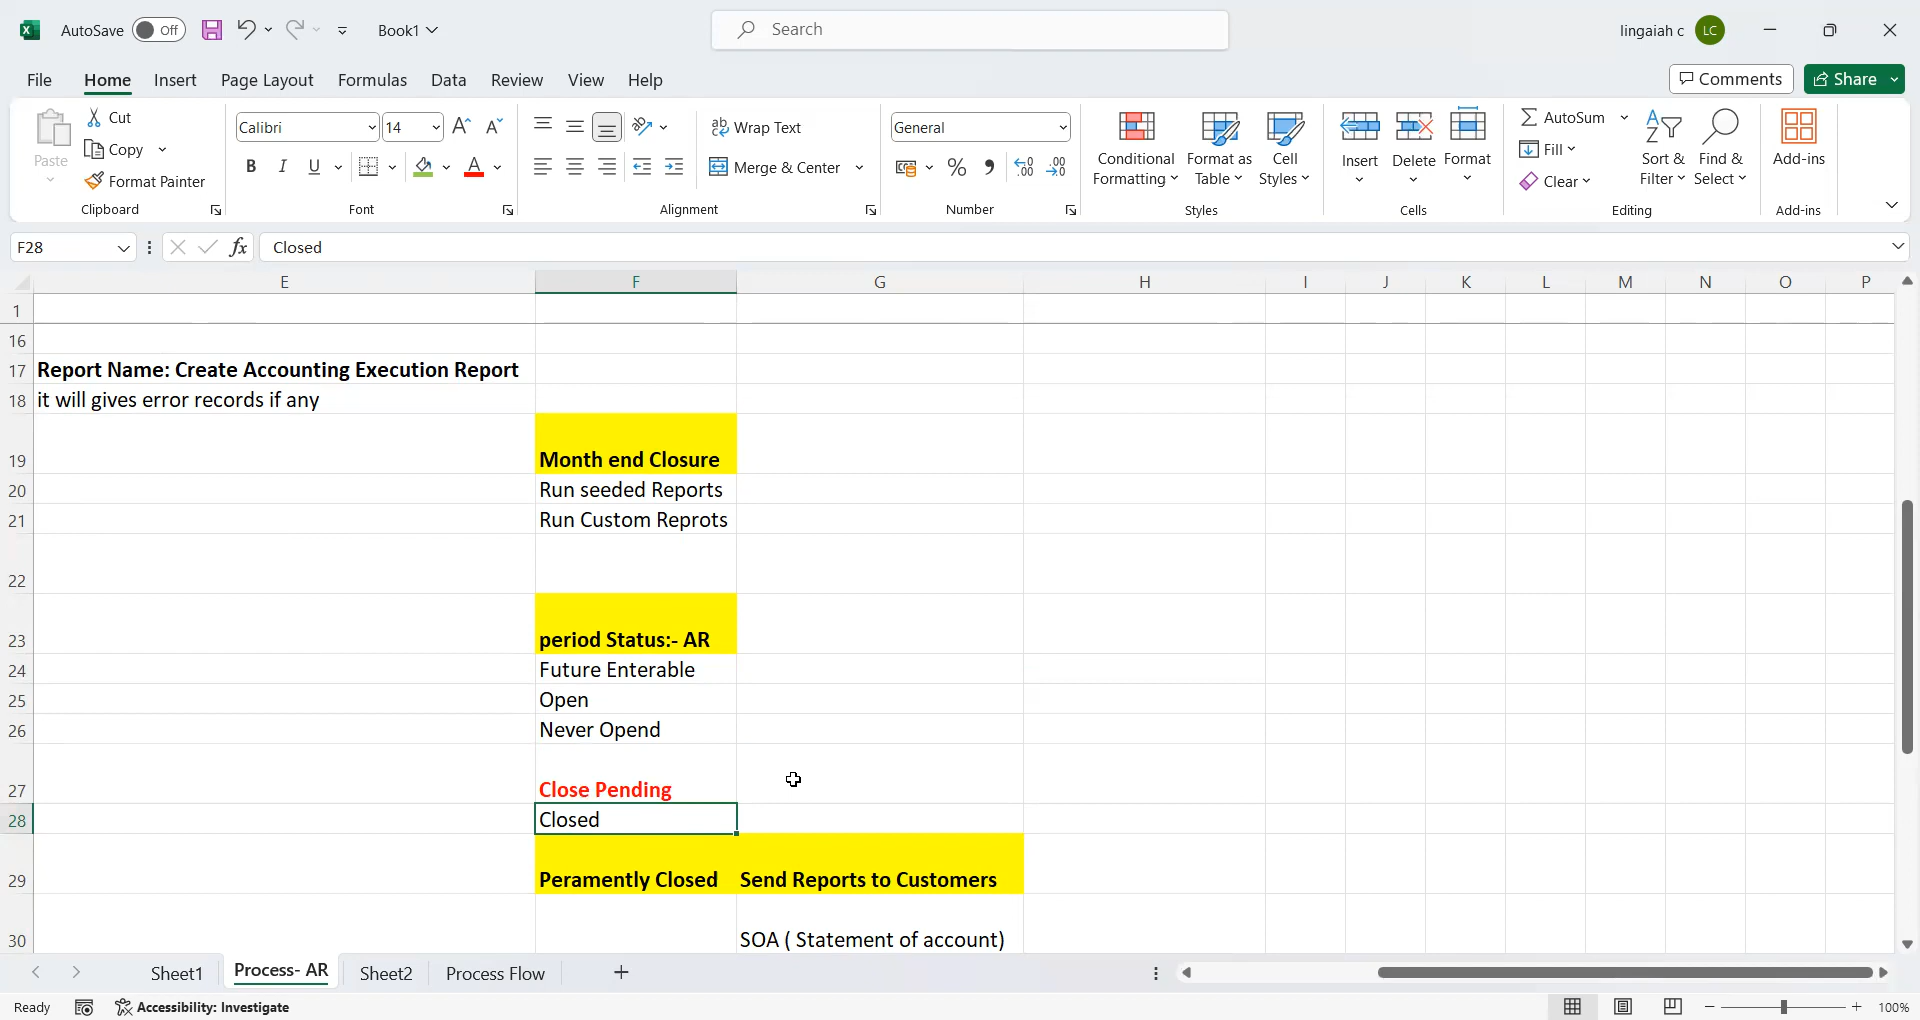 AutoSave Off Book1 Search lingaiah c LC
File Home Insert Page Layout Formulas Data Review View Help Comments Share
Paste Cut Copy Format Painter
Clipboard
Calibri 14
B I U A
Font
Wrap Text
Merge & Center
Alignment
General
Number
Conditional Formatting
Format as Table
Cell Styles
Styles
Insert Delete Format
Cells
AutoSum
Fill
Clear
Sort & Filter
Find & Select
Editing
Add-ins
Add-ins
F28 fx Closed
E F G H I J K L M N O P
1
16
17 Report Name: Create Accounting Execution Report
18 it will gives error records if any
19 Month end Closure
20 Run seeded Reports
21 Run Custom Reprots
22
23 period Status:- AR
24 Future Enterable
25 Open
26 Never Opend
27 Close Pending
28 Closed
29 Peramently Closed Send Reports to Customers
30 SOA ( Statement of account)
Sheet1 Process- AR Sheet2 Process Flow
Ready Accessibility: Investigate 100%